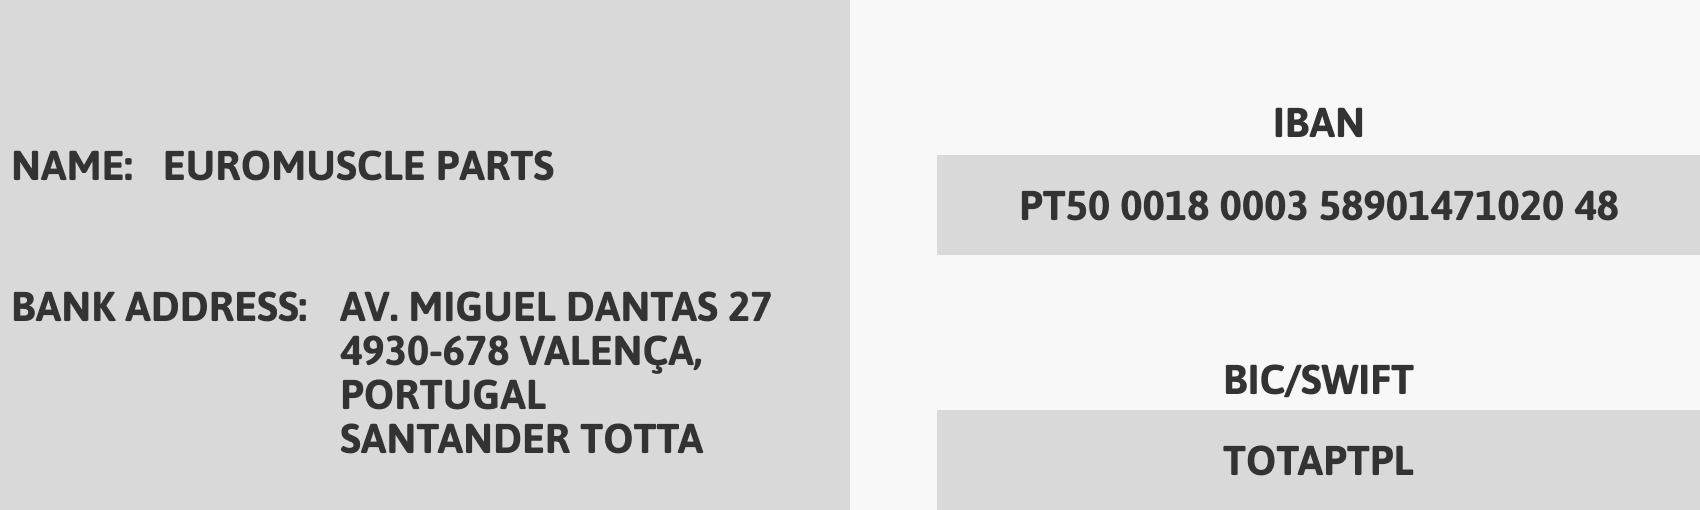 NAME: EUROMUSCLE PARTS
BANK ADDRESS: AV. MIGUEL DANTAS 27
4930-678 VALENÇA,
PORTUGAL
SANTANDER TOTTA
IBAN
PT50 0018 0003 58901471020 48
BIC/SWIFT
TOTAPTPL